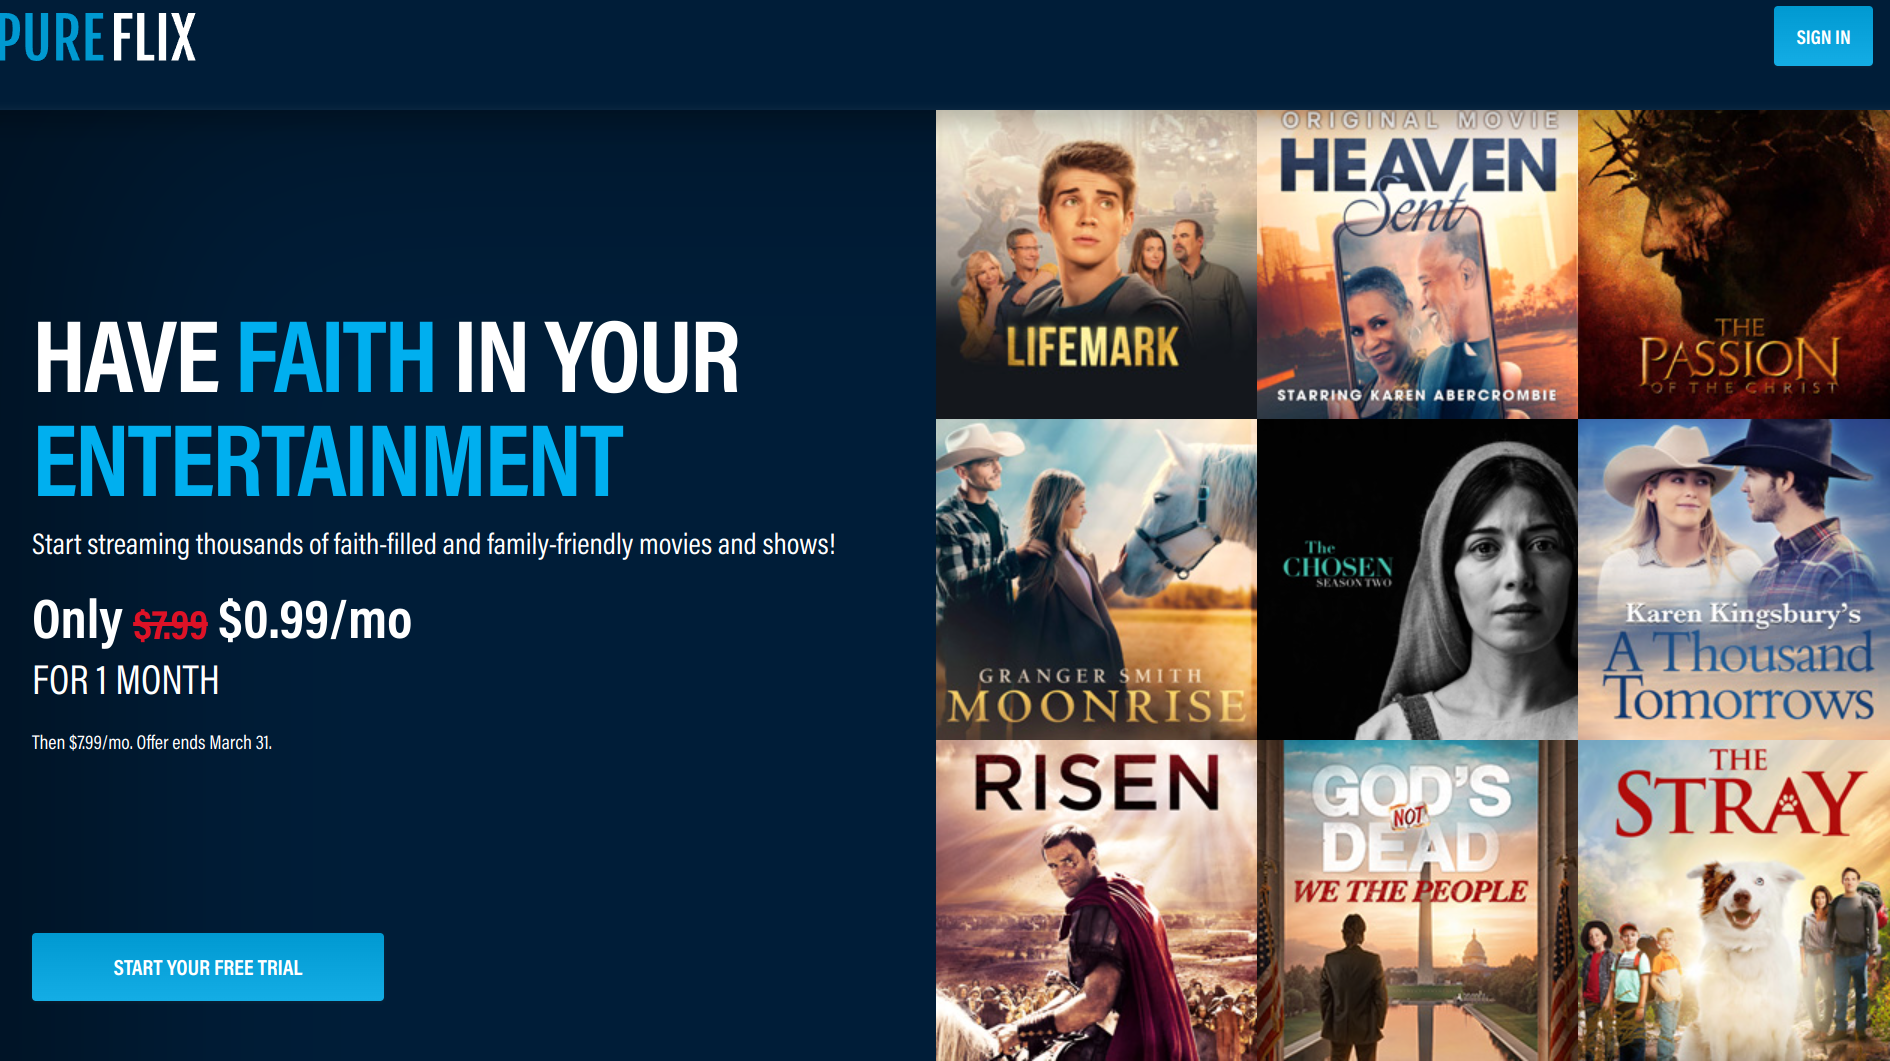 PURE FLIX
SIGN IN
HAVE FAITH IN YOUR
ENTERTAINMENT
Start streaming thousands of faith-filled and family-friendly movies and shows!
Only $7.99 $0.99/mo
FOR 1 MONTH
Then $7.99/mo. Offer ends March 31.
START YOUR FREE TRIAL
LIFEMARK
ORIGINAL MOVIE
HEAVEN
Sent
STARRING KAREN ABERCROMBIE
THE
PASSION
OF THE CHRIST
GRANGER SMITH
MOONRISE
The
CHOSEN
SEASON TWO
Karen Kingsbury's
A Thousand
Tomorrows
RISEN
GOD'S
NOT
DEAD
WE THE PEOPLE
THE
STRAY